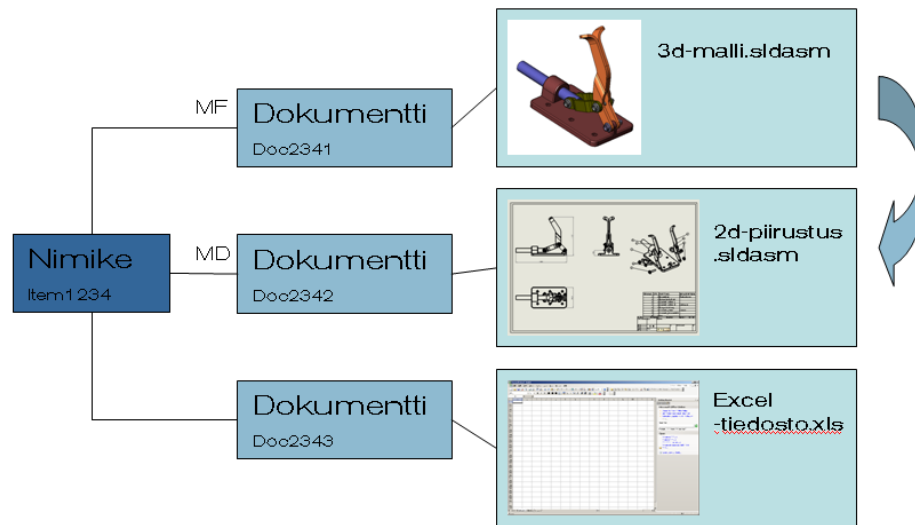 3d-malli.sldasm
MF
Dokumentti
Doc2341
2d-piirustus
.sldasm
MD
Nimike
Item1234
Dokumentti
Doc2342
Dokumentti
Doc2343
Excel
-tiedosto.xls